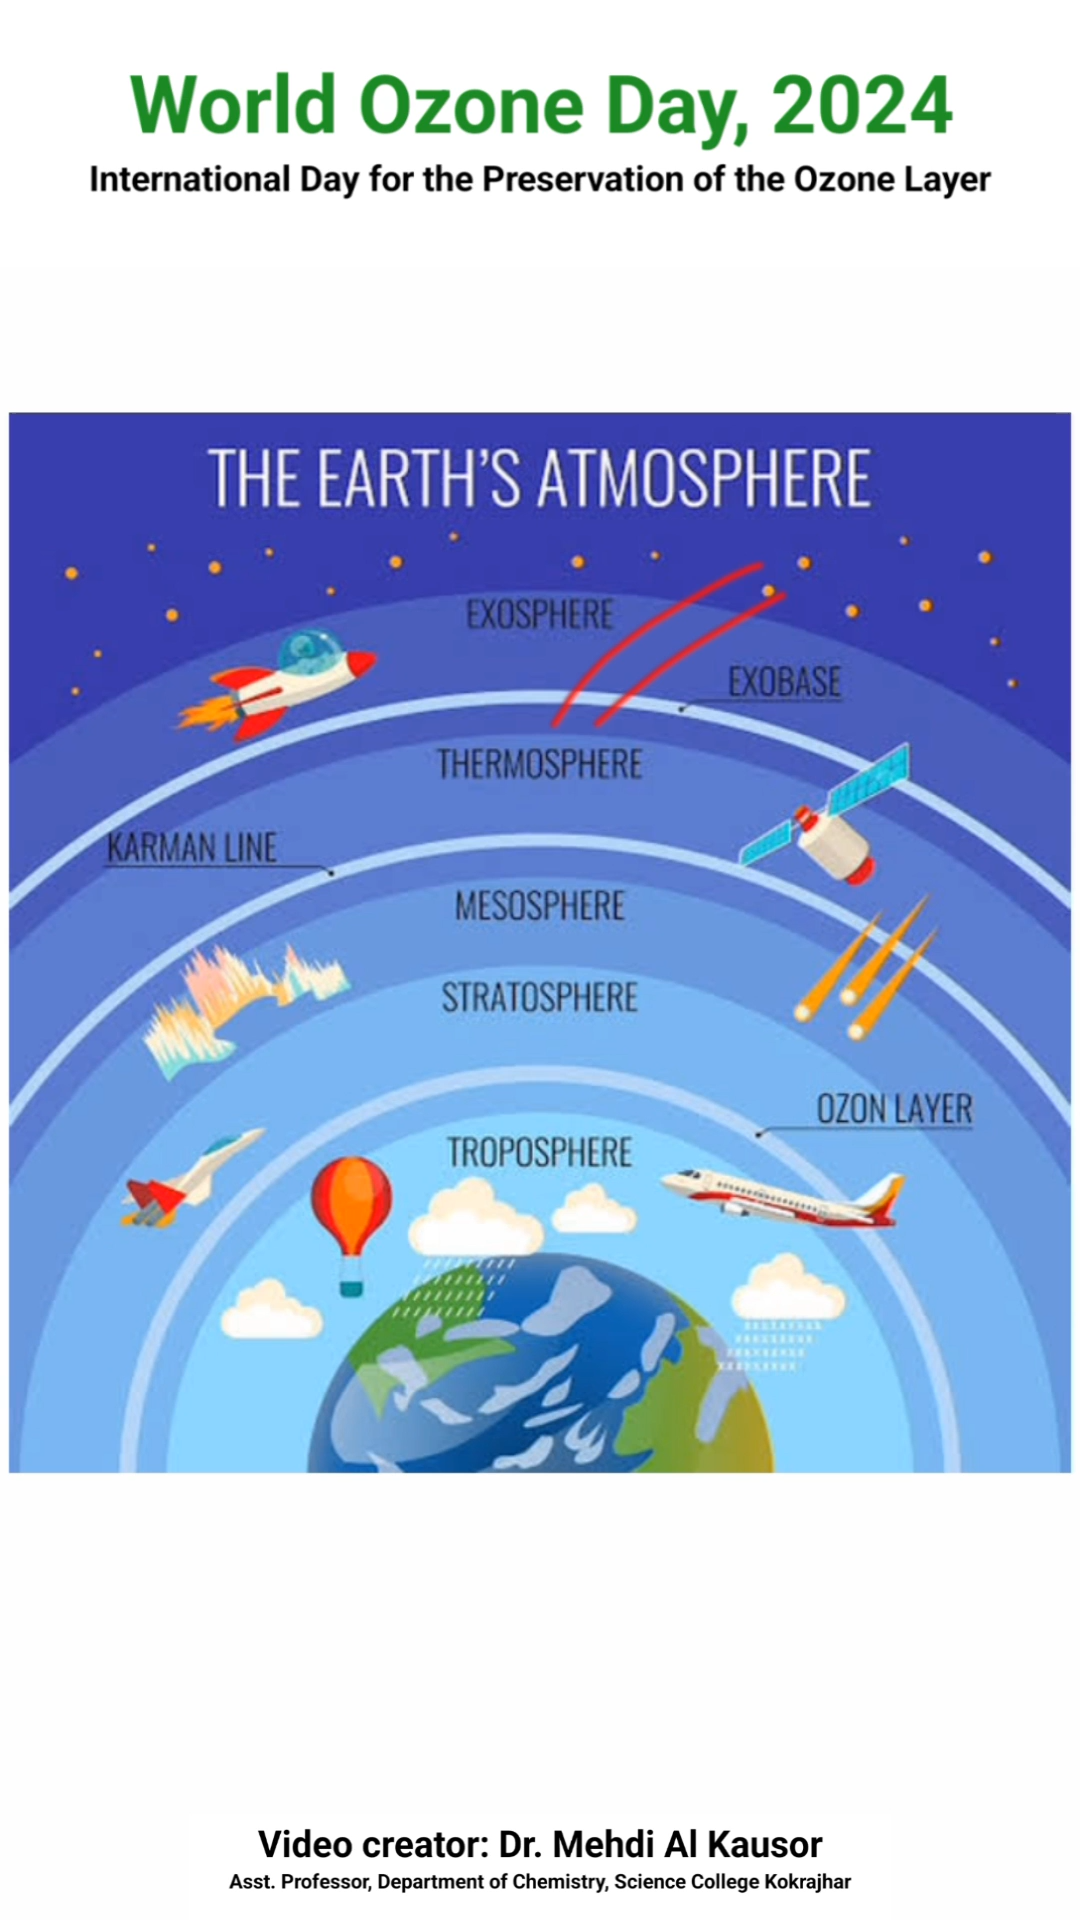 World Ozone Day, 2024
International Day for the Preservation of the Ozone Layer
THE EARTH'S ATMOSPHERE
EXOSPHERE
EXOBASE
THERMOSPHERE
KARMAN LINE
MESOSPHERE
STRATOSPHERE
OZON LAYER
TROPOSPHERE
Video creator: Dr. Mehdi Al Kausor
Asst. Professor, Department of Chemistry, Science College Kokrajhar